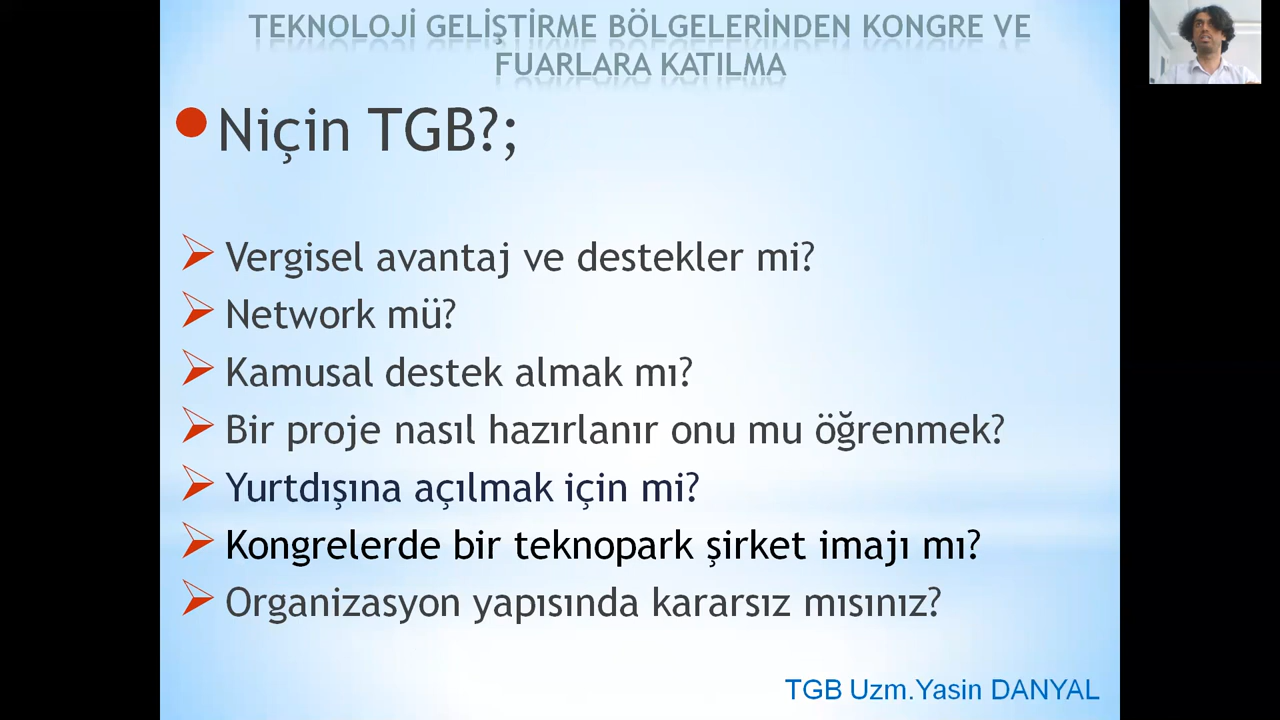 TEKNOLOJİ GELİŞTİRME BÖLGELERİNDEN KONGRE VE
FUARLARA KATILMA
Niçin TGB?;
Vergisel avantaj ve destekler mi?
Network mü?
Kamusal destek almak mı?
Bir proje nasıl hazırlanır onu mu öğrenmek?
Yurtdışına açılmak için mi?
Kongrelerde bir teknopark şirket imajı mı?
Organizasyon yapısında kararsız mısınız?
TGB Uzm.Yasin DANYAL